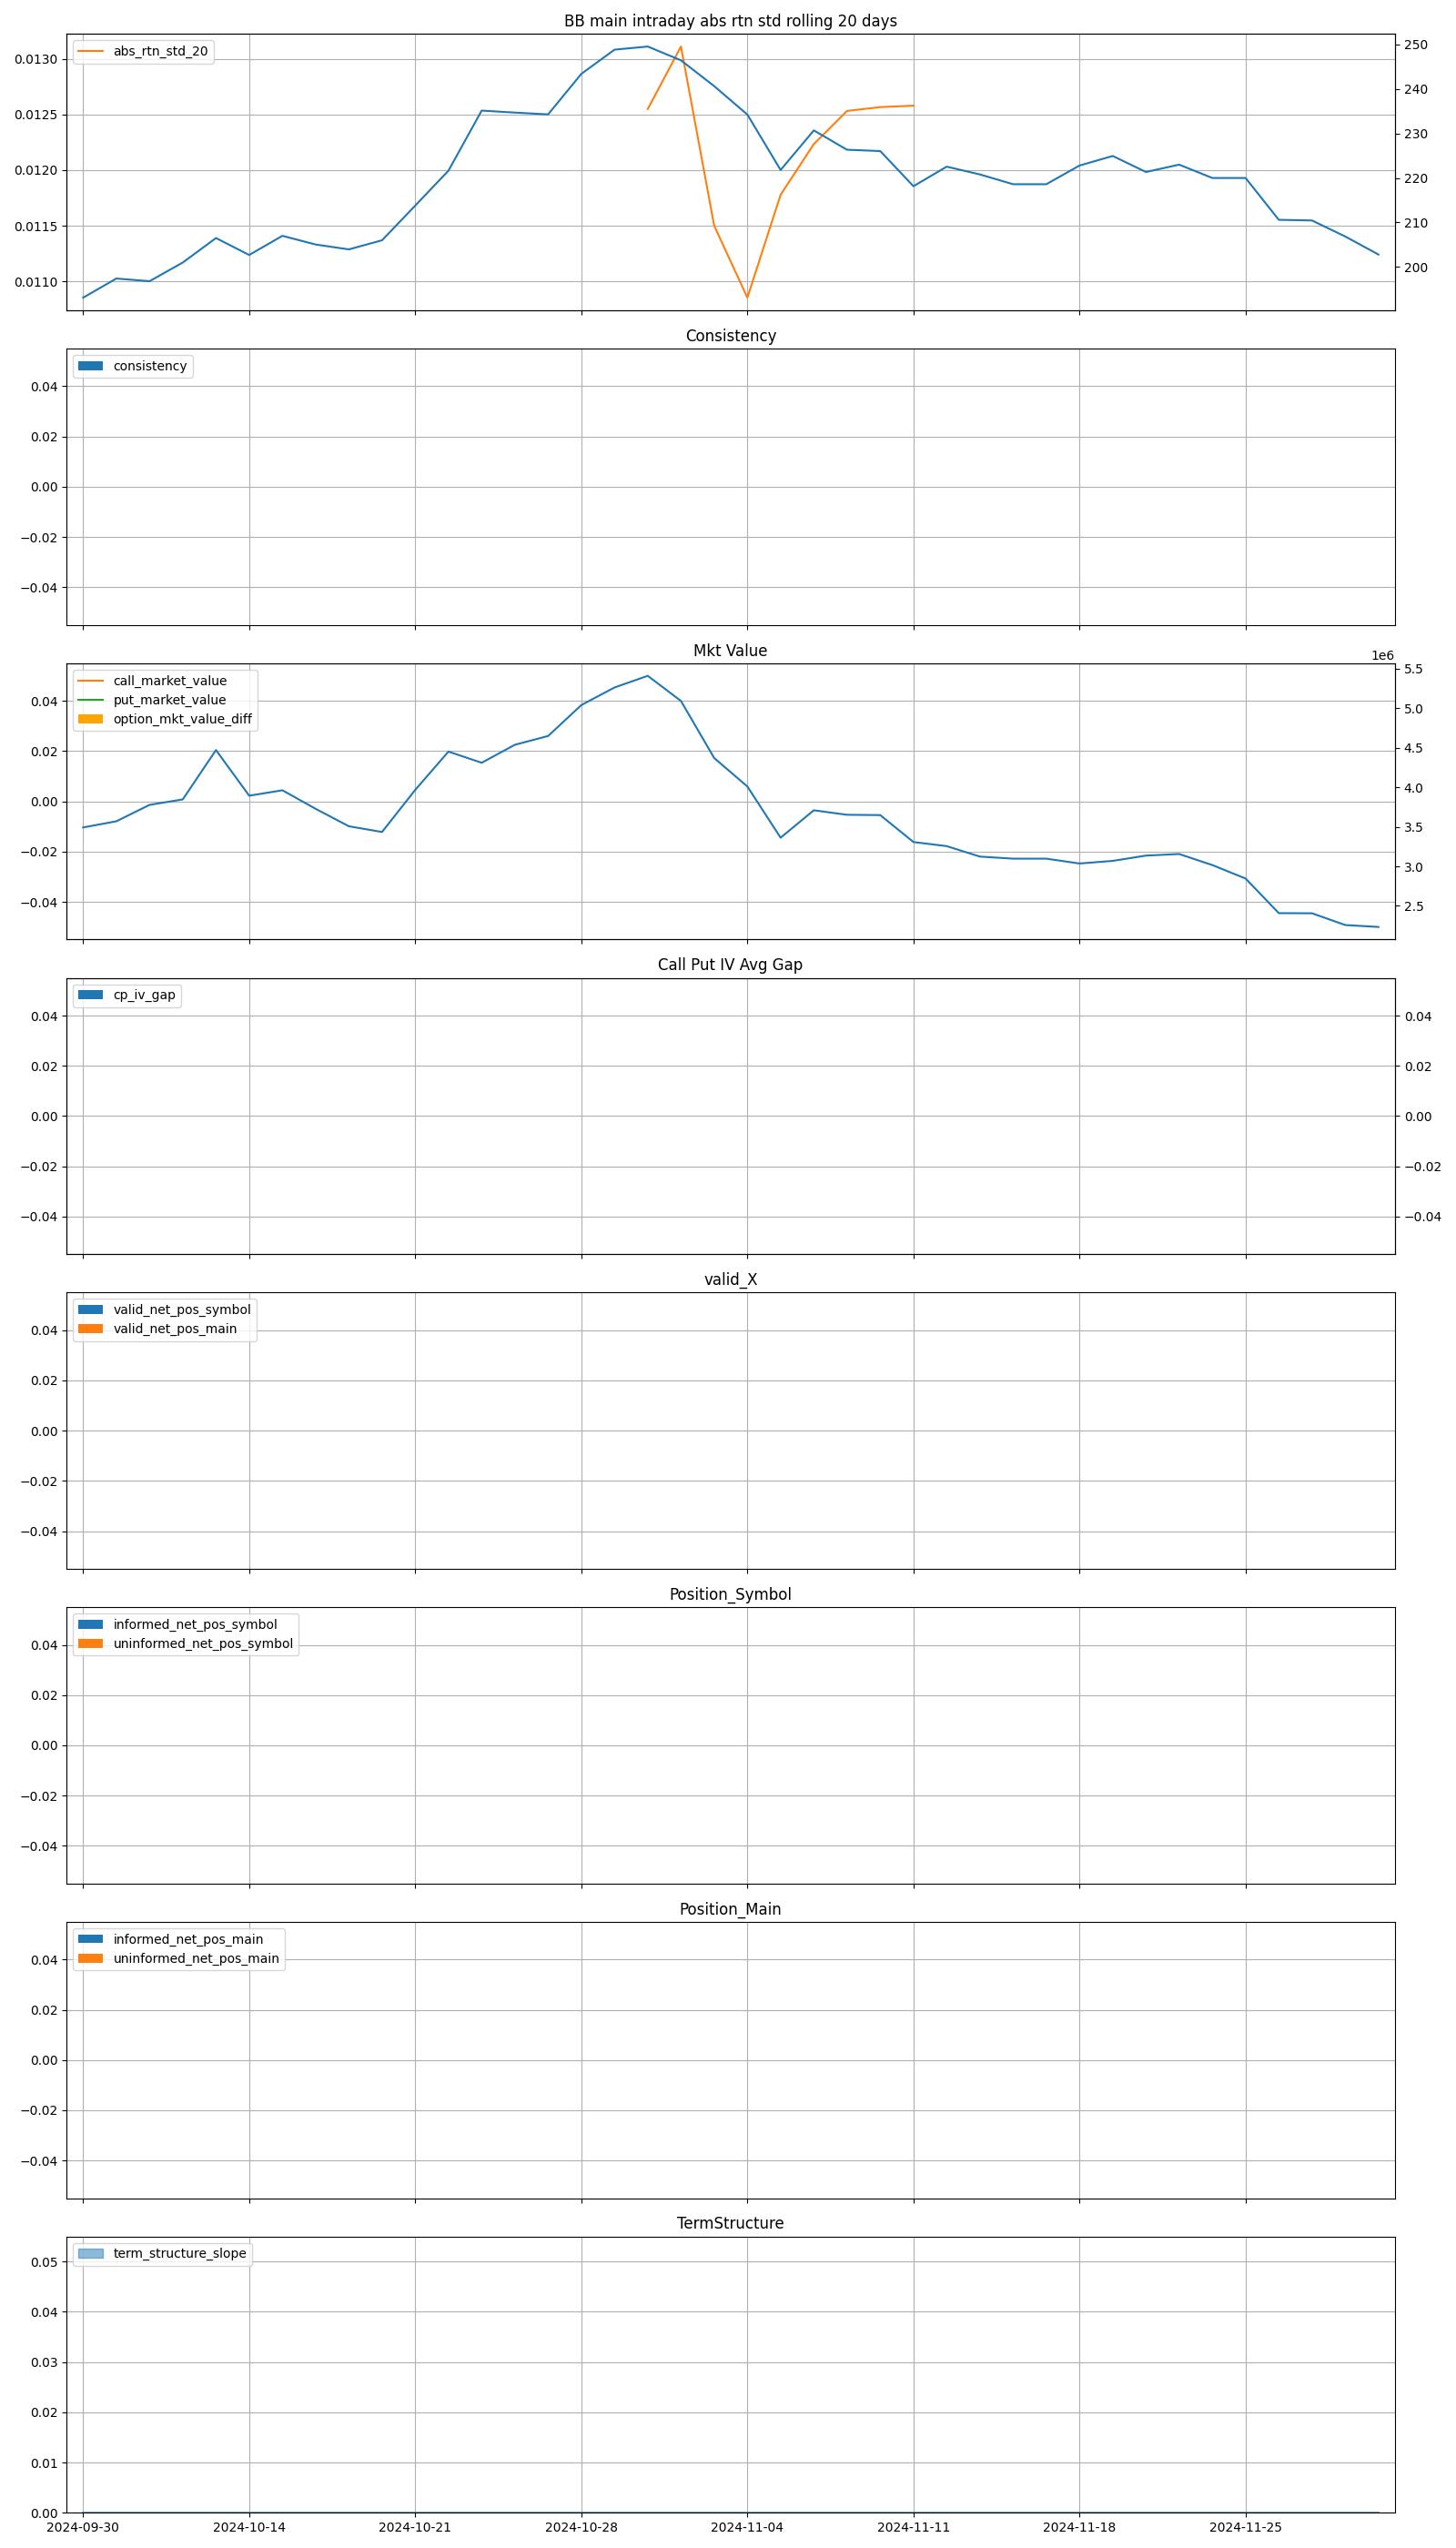 BB main intraday abs rtn std rolling 20 days
abs_rtn_std_20
0.0130
0.0125
0.0120
0.0115
0.0110
250
240
230
220
210
200
Consistency
consistency
0.04
0.02
0.00
−0.02
−0.04
Mkt Value
1e6
call_market_value
put_market_value
option_mkt_value_diff
0.04
0.02
0.00
−0.02
−0.04
5.5
5.0
4.5
4.0
3.5
3.0
2.5
Call Put IV Avg Gap
cp_iv_gap
0.04
0.02
0.00
−0.02
−0.04
0.04
0.02
0.00
−0.02
−0.04
valid_X
valid_net_pos_symbol
valid_net_pos_main
0.04
0.02
0.00
−0.02
−0.04
Position_Symbol
informed_net_pos_symbol
uninformed_net_pos_symbol
0.04
0.02
0.00
−0.02
−0.04
Position_Main
informed_net_pos_main
uninformed_net_pos_main
0.04
0.02
0.00
−0.02
−0.04
TermStructure
term_structure_slope
0.05
0.04
0.03
0.02
0.01
0.00
2024-09-30 2024-10-14 2024-10-21 2024-10-28 2024-11-04 2024-11-11 2024-11-18 2024-11-25